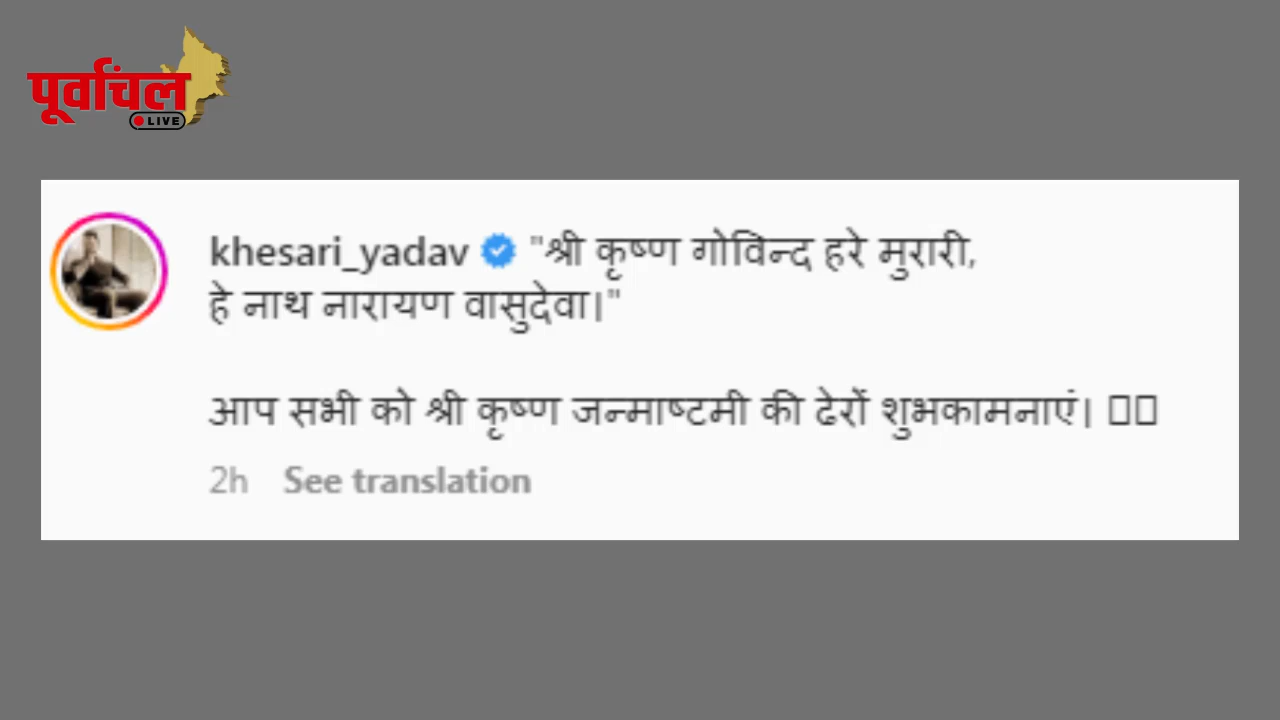 पूर्वांचल
LIVE
khesari_yadav "श्री कृष्ण गोविन्द हरे मुरारी,
हे नाथ नारायण वासुदेवा।"
आप सभी को श्री कृष्ण जन्माष्टमी की ढेरों शुभकामनाएं। 
2h See translation